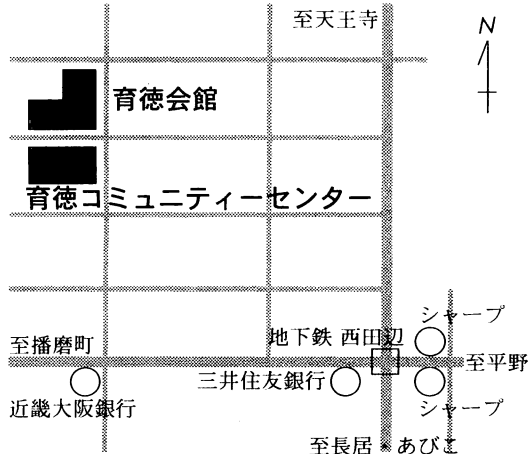 至天王寺
N
育徳会館
育徳コミュニティーセンター
シャープ
地下鉄 西田辺
至播磨町
至平野
三井住友銀行
近畿大阪銀行
シャープ
至長居・あびこ